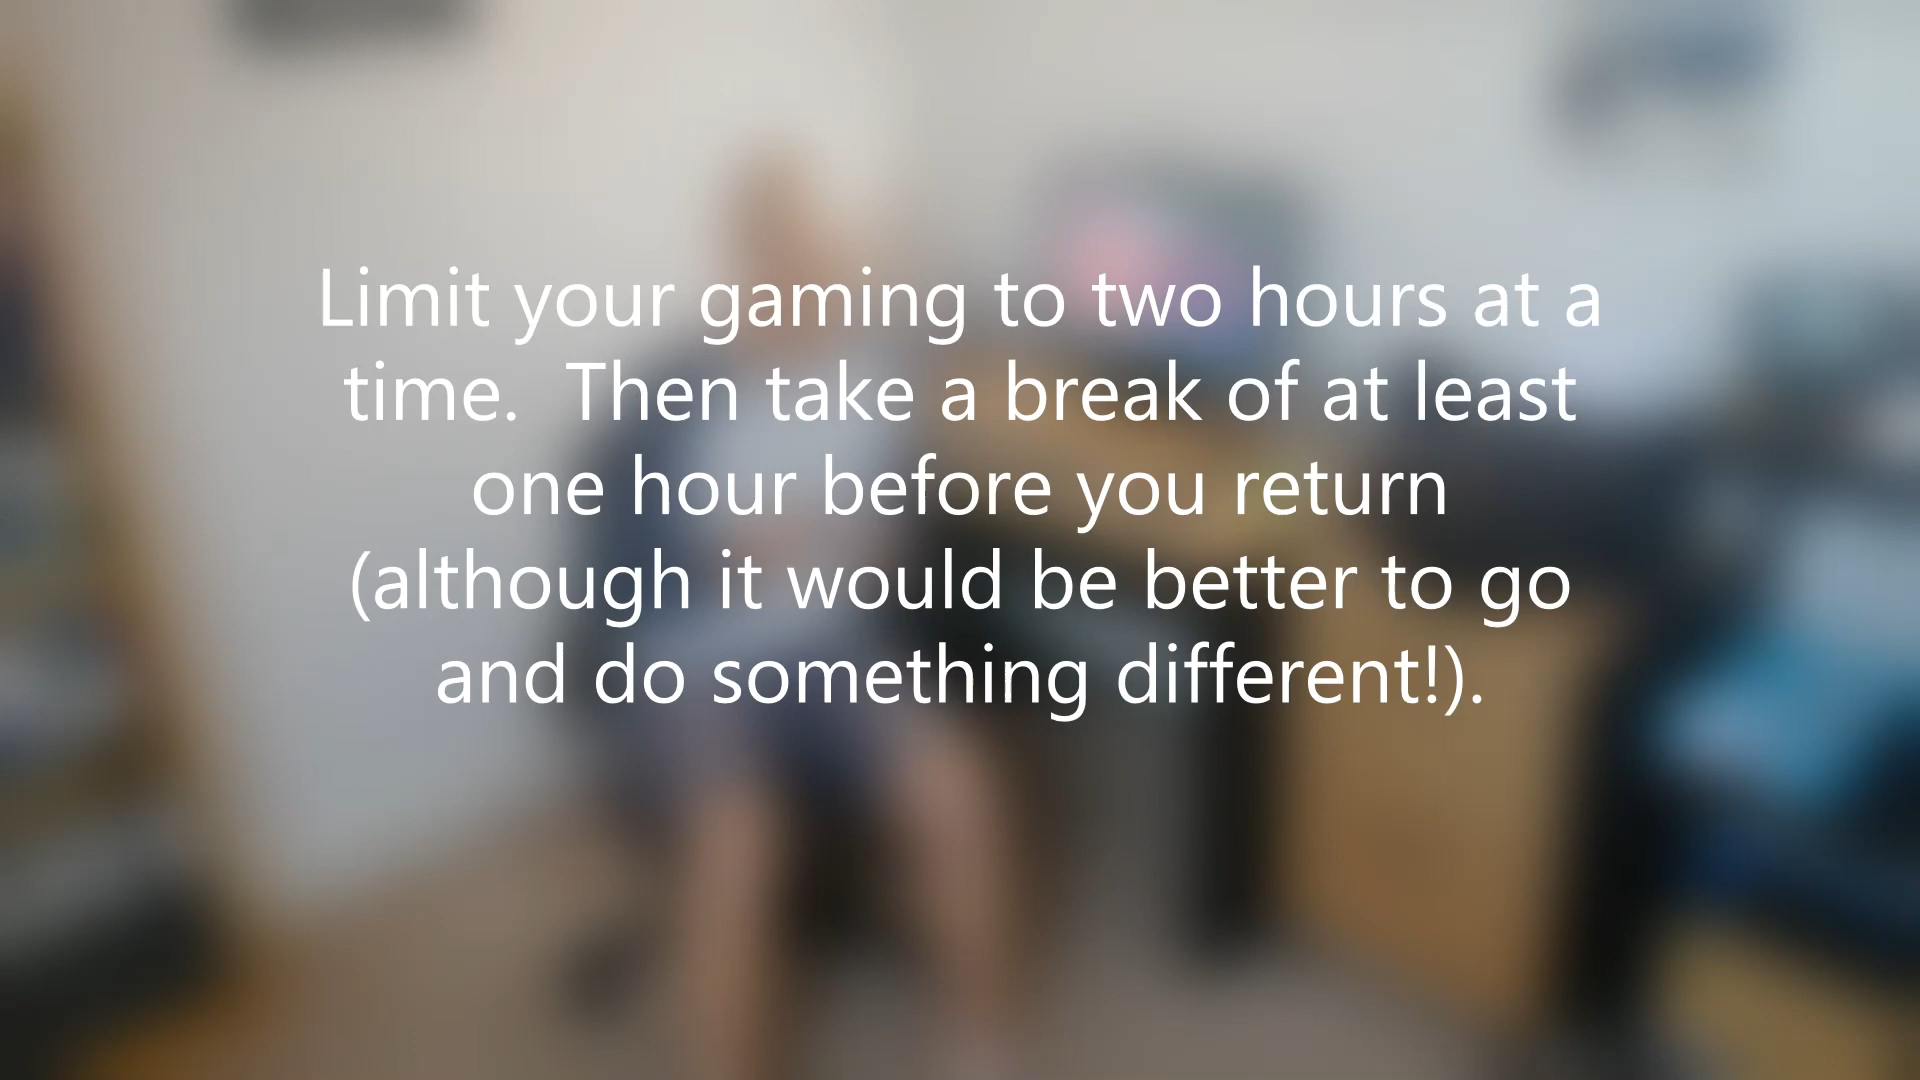 Limit your gaming to two hours at a
time.  Then take a break of at least
one hour before you return
(although it would be better to go
and do something different!).